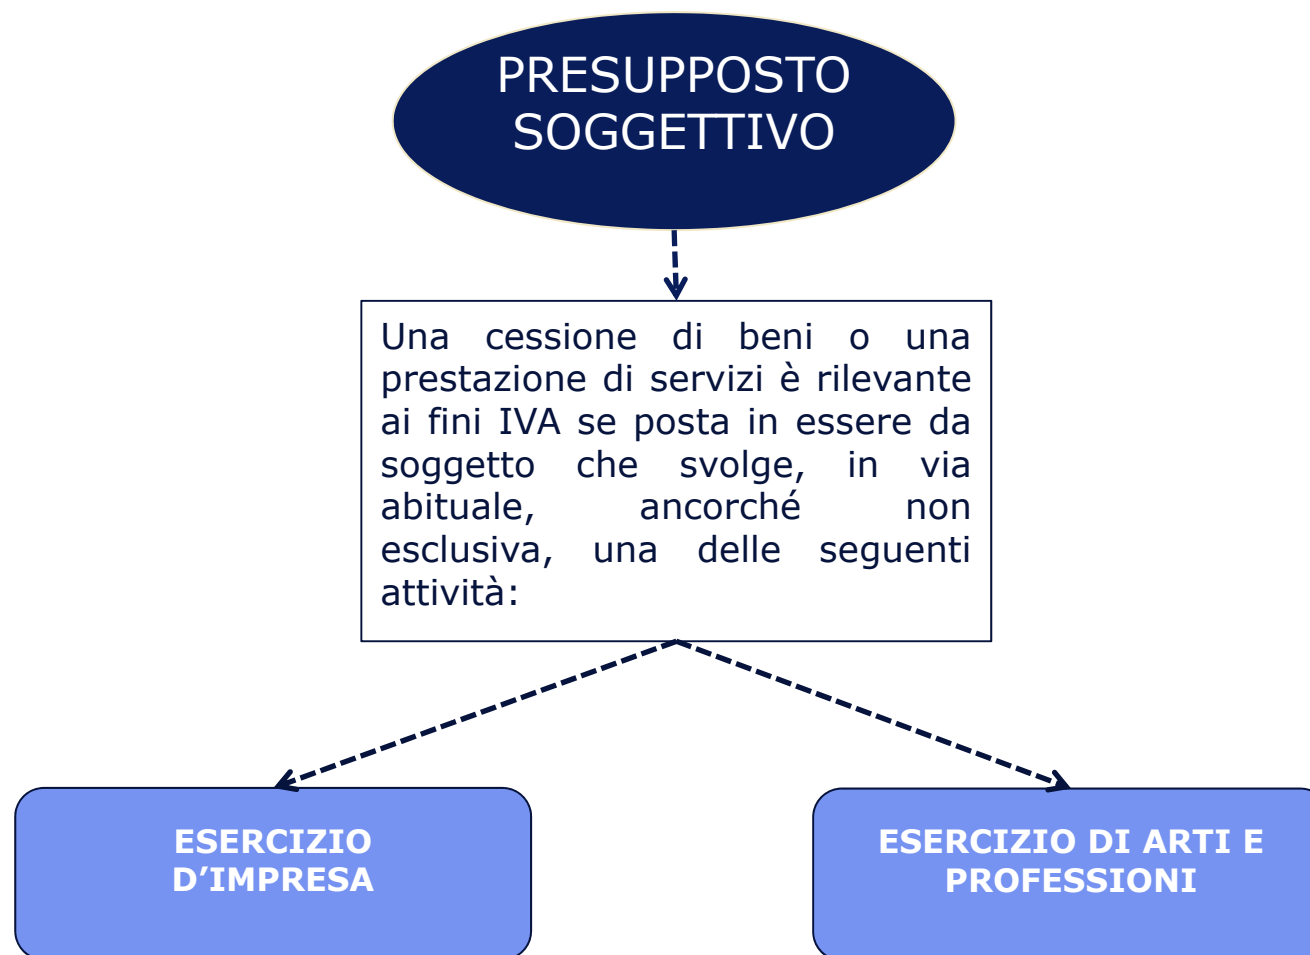 PRESUPPOSTO
SOGGETTIVO
Una cessione di beni o una
prestazione di servizi è rilevante
ai fini IVA se posta in essere da
soggetto che svolge, in via
abituale, ancorché non
esclusiva, una delle seguenti
attività:
ESERCIZIO
D’IMPRESA
ESERCIZIO DI ARTI E
PROFESSIONI